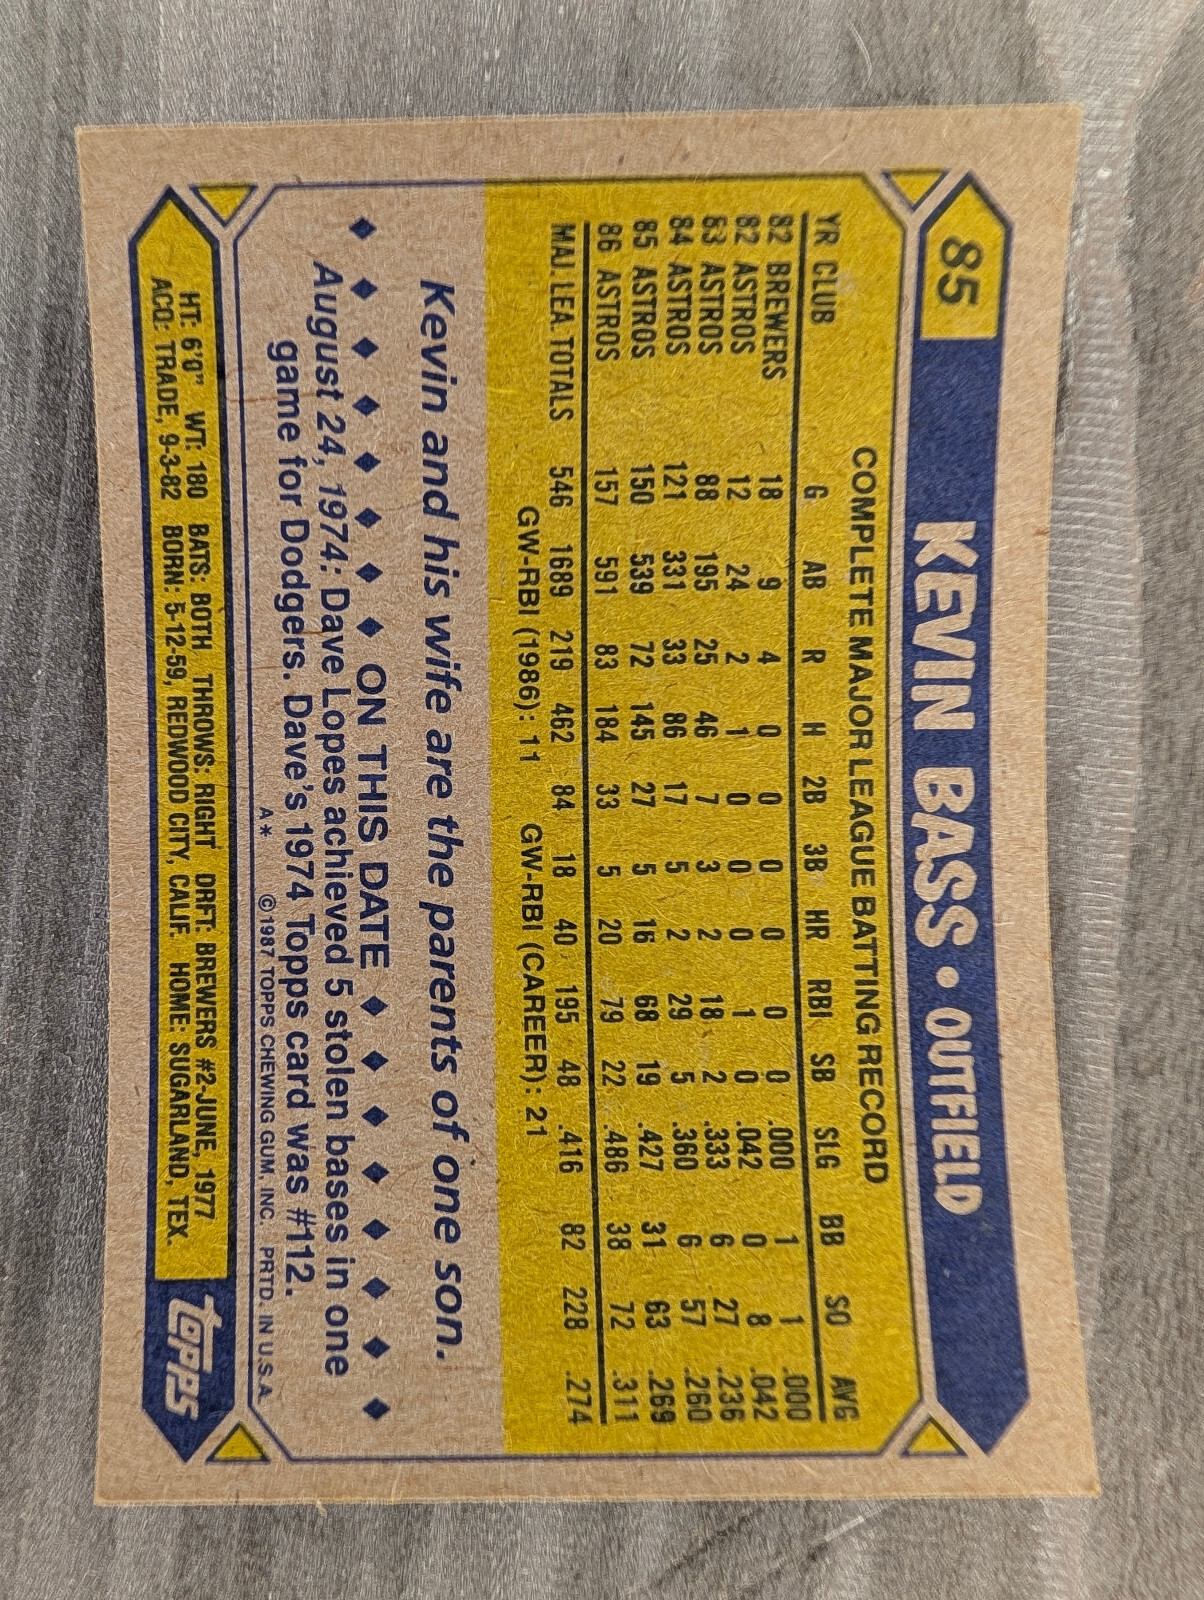 85 KEVIN BASS • OUTFIELD
COMPLETE MAJOR LEAGUE BATTING RECORD
YR CLUB G AB R H 2B 3B HR RBI SB SLG BB SO AVG
82 BREWERS 18 9 4 0 0 0 0 0 0 .000 1 1 .000
82 ASTROS 12 24 2 1 0 0 0 1 0 .042 0 8 .042
83 ASTROS 88 195 25 46 7 3 2 18 2 .333 6 27 .236
84 ASTROS 121 331 33 86 17 5 2 29 5 .360 6 57 .260
85 ASTROS 150 539 72 145 27 5 16 68 19 .427 31 63 .269
86 ASTROS 157 591 83 184 33 5 20 79 22 .486 38 72 .311
MAJ. LEA. TOTALS 546 1689 219 462 84 18 40 195 48 .416 82 228 .274
GW-RBI (1986): 11 GW-RBI (CAREER): 21
Kevin and his wife are the parents of one son.
ON THIS DATE
August 24, 1974: Dave Lopes achieved 5 stolen bases in one
game for Dodgers. Dave's 1974 Topps card was #112.
A* ©1987 TOPPS CHEWING GUM, INC. PRTD. IN U.S.A.
HT: 6'0" WT: 180 BATS: BOTH THROWS: RIGHT DRFT: BREWERS #2-JUNE, 1977
ACQ: TRADE, 9-3-82 BORN: 5-12-59, REDWOOD CITY, CALIF. HOME: SUGARLAND, TEX.
topps